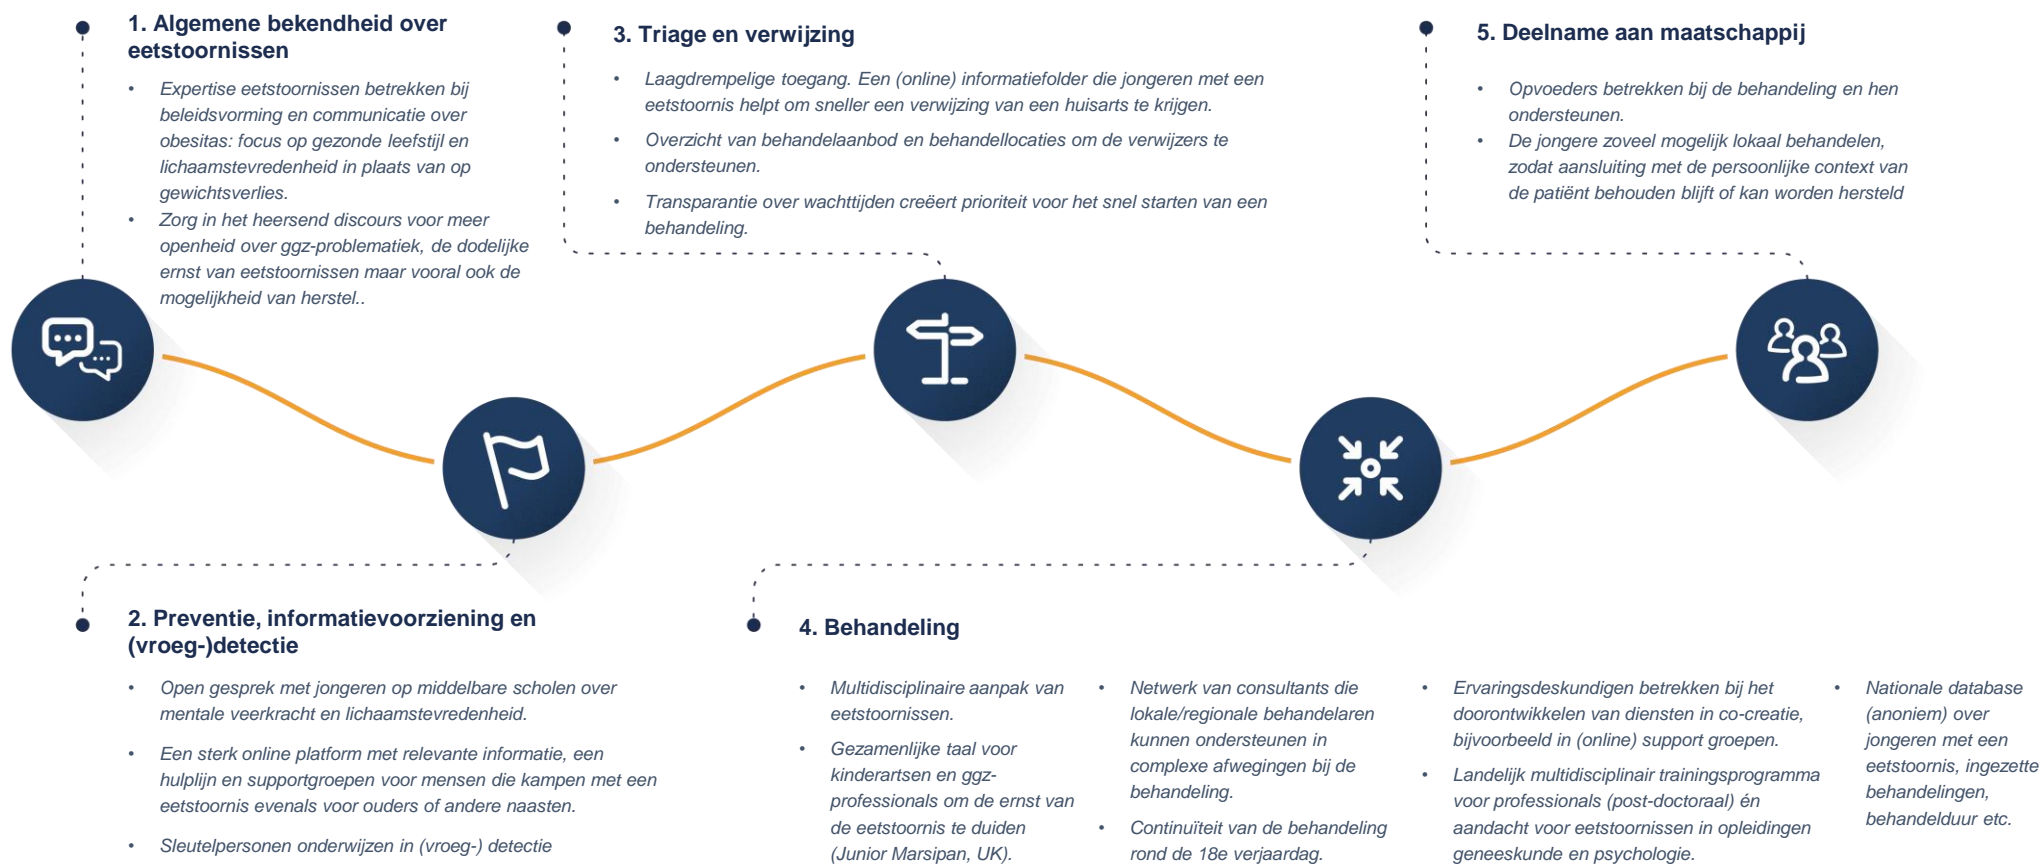 1. Algemene bekendheid over
eetstoornissen
• Expertise eetstoornissen betrekken bij
beleidsvorming en communicatie over
obesitas: focus op gezonde leefstijl en
lichaamstevredenheid in plaats van op
gewichtsverlies.
• Zorg in het heersend discours voor meer
openheid over ggz-problematiek, de dodelijke
ernst van eetstoornissen maar vooral ook de
mogelijkheid van herstel..
2. Preventie, informatievoorziening en
(vroeg-)detectie
• Open gesprek met jongeren op middelbare scholen over
mentale veerkracht en lichaamstevredenheid.
• Een sterk online platform met relevante informatie, een
hulplijn en supportgroepen voor mensen die kampen met een
eetstoornis evenals voor ouders of andere naasten.
• Sleutelpersonen onderwijzen in (vroeg-) detectie
3. Triage en verwijzing
• Laagdrempelige toegang. Een (online) informatiefolder die jongeren met een
eetstoornis helpt om sneller een verwijzing van een huisarts te krijgen.
• Overzicht van behandelaanbod en behandellocaties om de verwijzers te
ondersteunen.
• Transparantie over wachttijden creëert prioriteit voor het snel starten van een
behandeling.
4. Behandeling
• Multidisciplinaire aanpak van
eetstoornissen.
• Gezamenlijke taal voor
kinderartsen en ggz-
professionals om de ernst van
de eetstoornis te duiden
(Junior Marsipan, UK).
• Netwerk van consultants die
lokale/regionale behandelaren
kunnen ondersteunen in
complexe afwegingen bij de
behandeling.
• Continuïteit van de behandeling
rond de 18e verjaardag.
• Ervaringsdeskundigen betrekken bij het
doorontwikkelen van diensten in co-creatie,
bijvoorbeeld in (online) support groepen.
• Landelijk multidisciplinair trainingsprogramma
voor professionals (post-doctoraal) én
aandacht voor eetstoornissen in opleidingen
geneeskunde en psychologie.
• Nationale database
(anoniem) over
jongeren met een
eetstoornis, ingezette
behandelingen,
behandelduur etc.
5. Deelname aan maatschappij
• Opvoeders betrekken bij de behandeling en hen
ondersteunen.
• De jongere zoveel mogelijk lokaal behandelen,
zodat aansluiting met de persoonlijke context van
de patiënt behouden blijft of kan worden hersteld